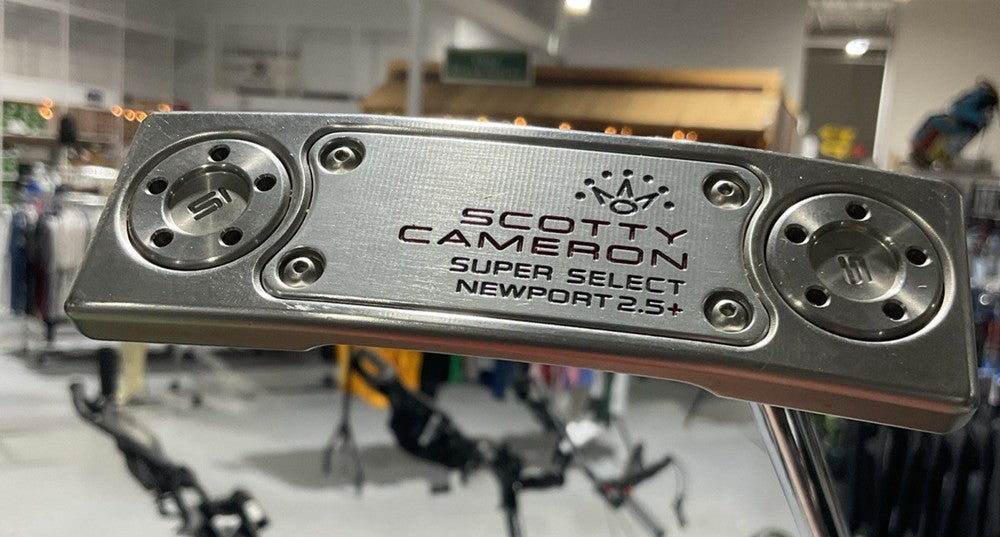 SCOTTY
CAMERON
SUPER SELECT
NEWPORT 2.5+